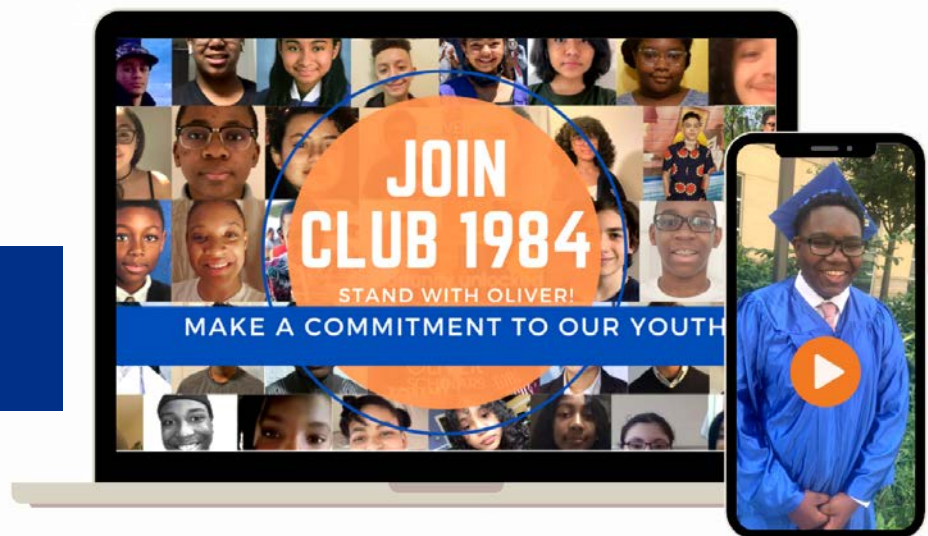 JOIN
CLUB 1984
STAND WITH OLIVER!
MAKE A COMMITMENT TO OUR YOUTH